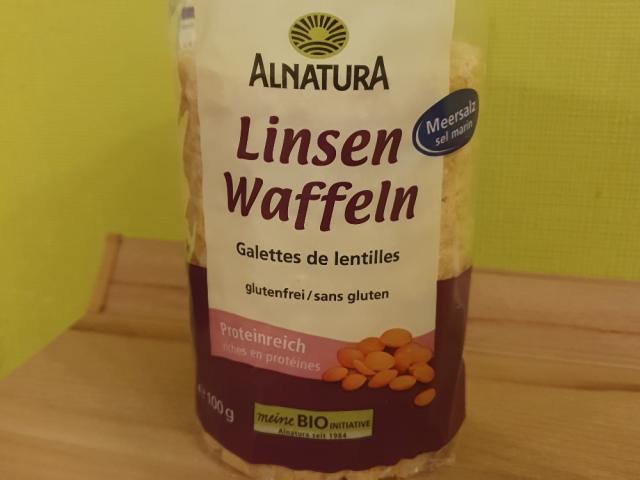 ALNATURA
Meersalz
sel marin
Linsen
Waffeln
Galettes de lentilles
glutenfrei/sans gluten
Proteinreich
riches en protéines
100 g
meine BIO INITIATIVE
Alnatura seit 1984